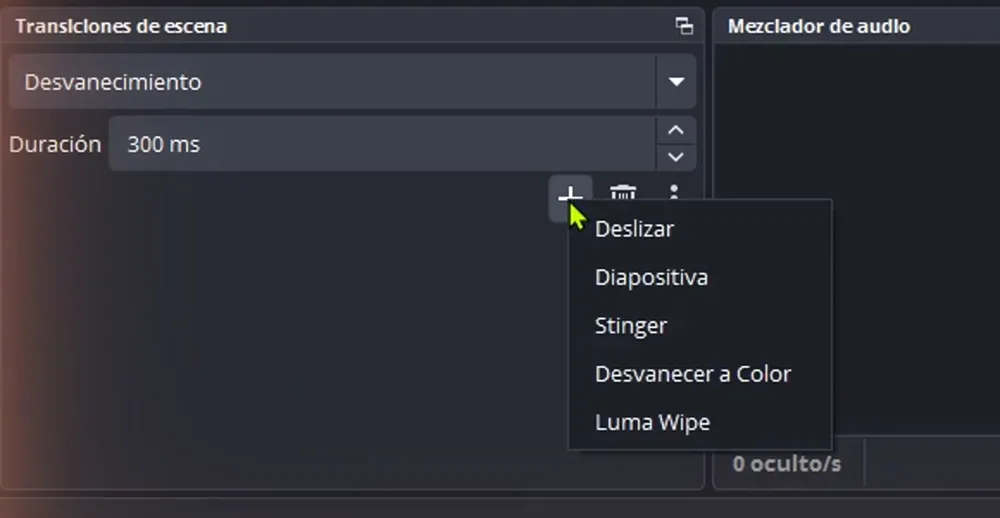 Transiciones de escena
Mezclador de audio
Desvanecimiento
Duración 300 ms
Deslizar
Diapositiva
Stinger
Desvanecer a Color
Luma Wipe
0 oculto/s